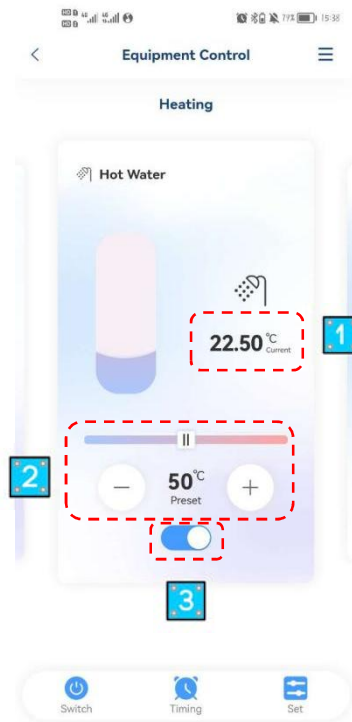 15:38
Equipment Control
Heating
Hot Water
22.50 °C
Current
1
2
50°C
Preset
3
Switch Timing Set